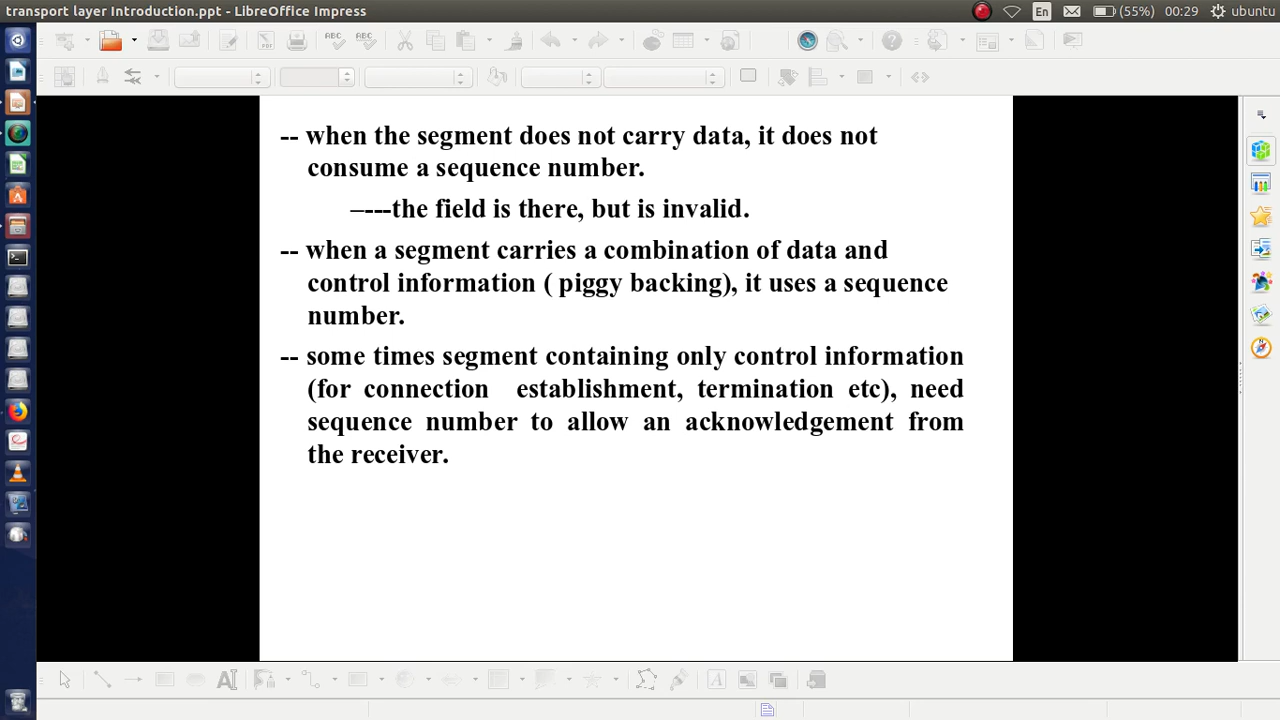 transport layer Introduction.ppt - LibreOffice Impress
En
(55%)
00:29
ubuntu
-- when the segment does not carry data, it does not
consume a sequence number.
–---the field is there, but is invalid.
-- when a segment carries a combination of data and
control information ( piggy backing), it uses a sequence
number.
-- some times segment containing only control information
(for connection establishment, termination etc), need
sequence number to allow an acknowledgement from
the receiver.